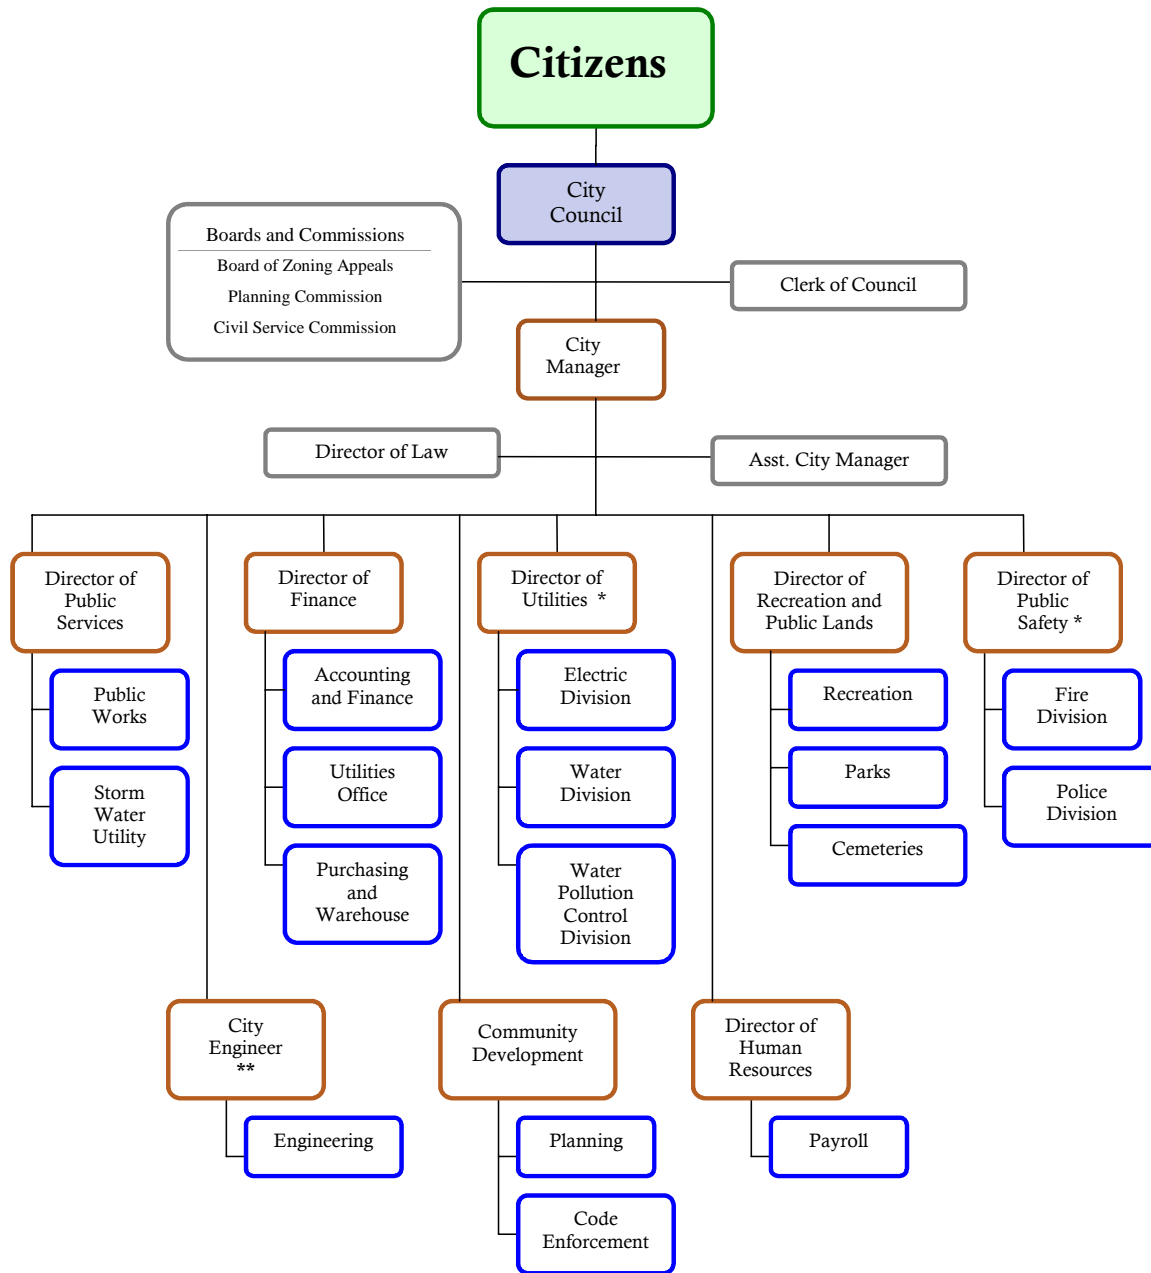 Citizens
City
Council
Boards and Commissions
Board of Zoning Appeals
Planning Commission
Civil Service Commission
Clerk of Council
City
Manager
Director of Law
Asst. City Manager
Director of
Public
Services
Director of
Finance
Director of
Utilities *
Director of
Recreation and
Public Lands
Director of
Public
Safety *
Public
Works
Storm
Water
Utility
Accounting
and Finance
Utilities
Office
Purchasing
and
Warehouse
Electric
Division
Water
Division
Water
Pollution
Control
Division
Recreation
Parks
Cemeteries
Fire
Division
Police
Division
City
Engineer
**
Community
Development
Director of
Human
Resources
Engineering
Planning
Code
Enforcement
Payroll